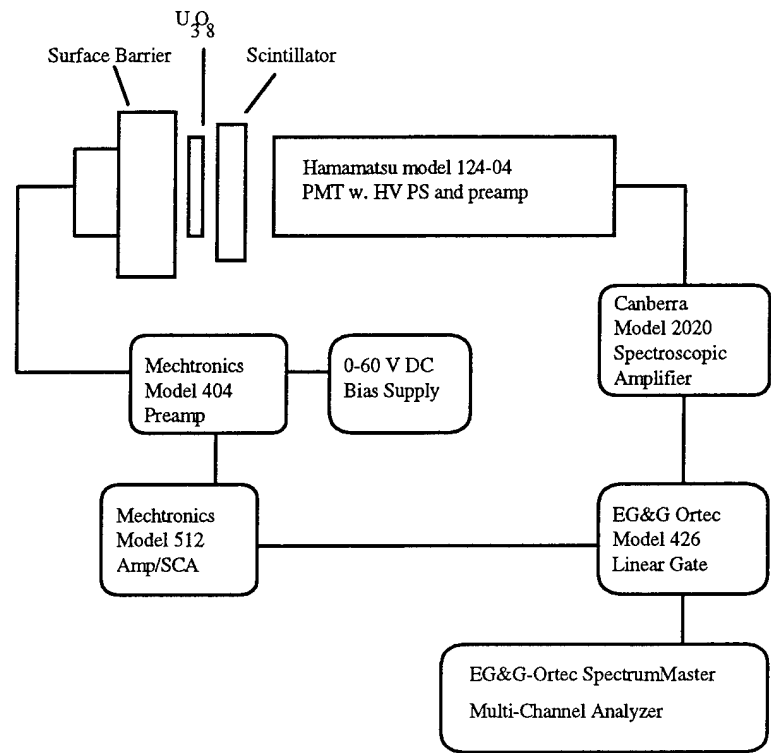 U3O8
Surface Barrier
Scintillator
Hamamatsu model 124-04
PMT w. HV PS and preamp
Canberra
Model 2020
Spectroscopic
Amplifier
Mechtronics
Model 404
Preamp
0-60 V DC
Bias Supply
Mechtronics
Model 512
Amp/SCA
EG&G Ortec
Model 426
Linear Gate
EG&G-Ortec SpectrumMaster
Multi-Channel Analyzer